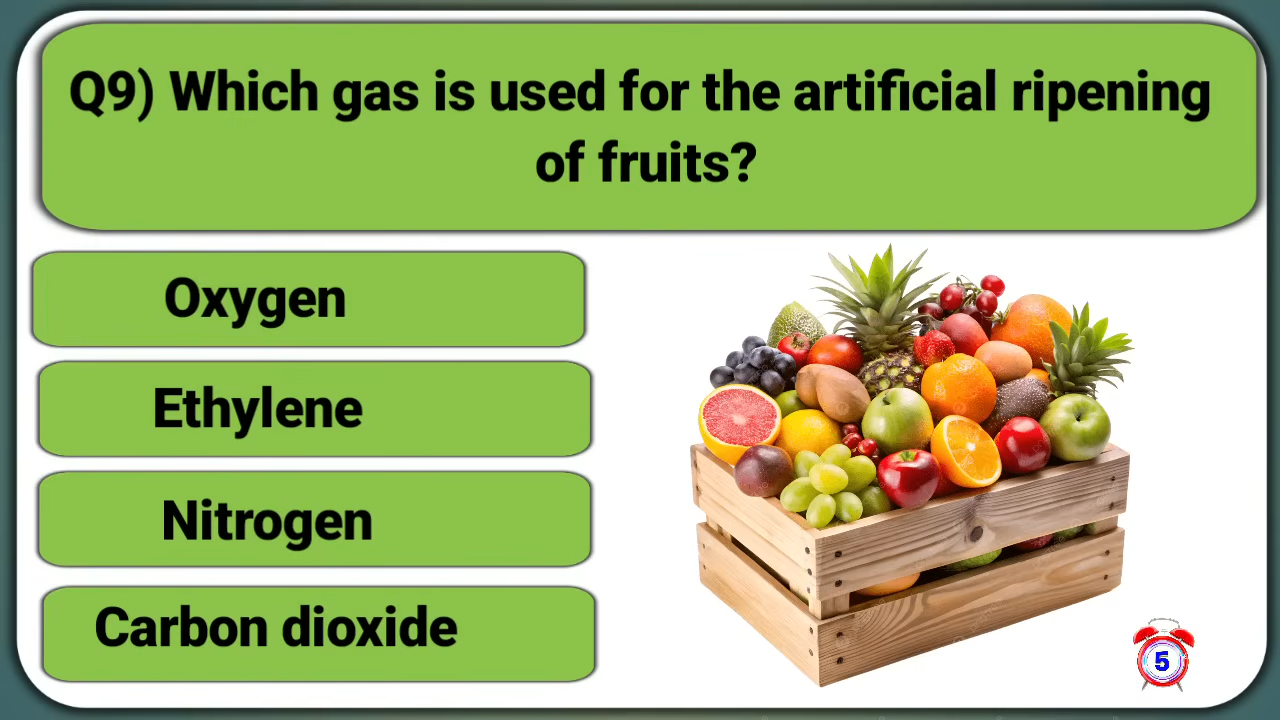 Q9) Which gas is used for the artificial ripening
of fruits?
Oxygen
Ethylene
Nitrogen
Carbon dioxide
5